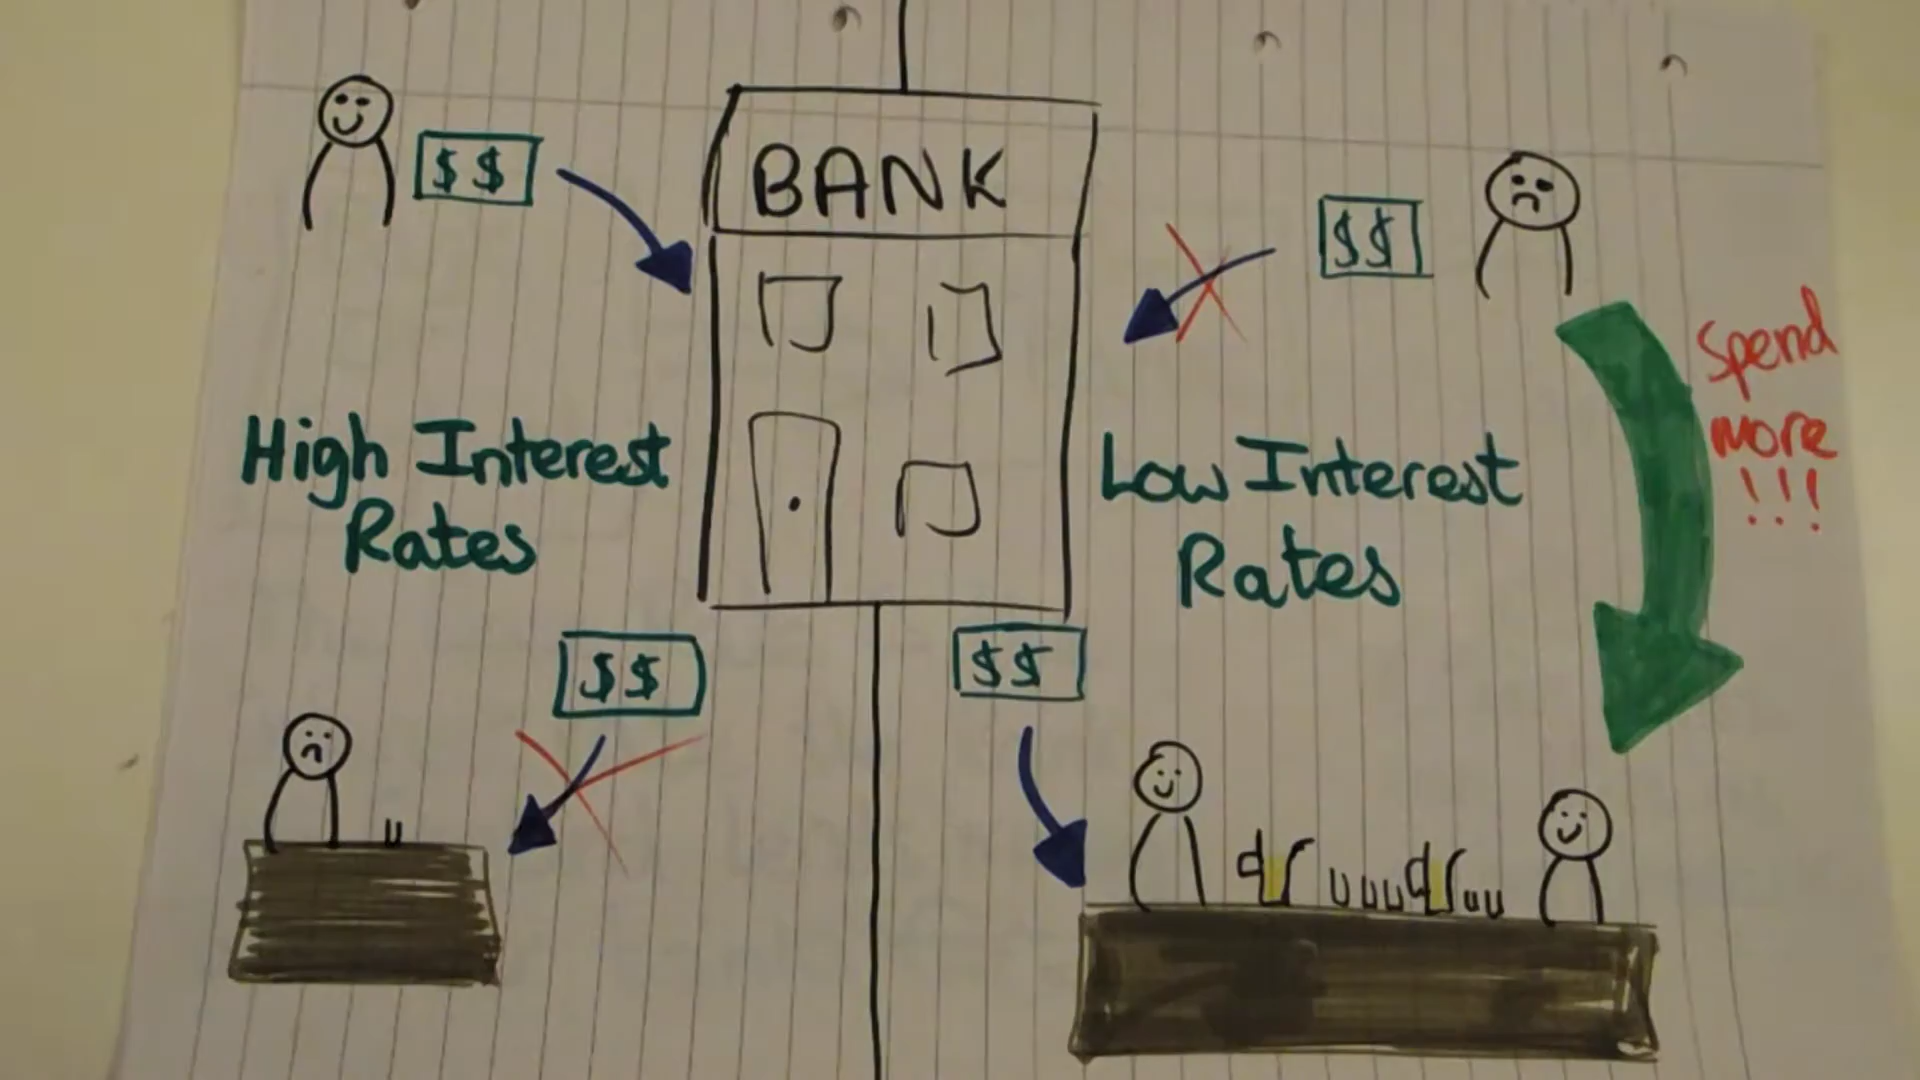 $$
BANK
$$
Spend
more
!!!
High Interest
Rates
Low Interest
Rates
$$
$$